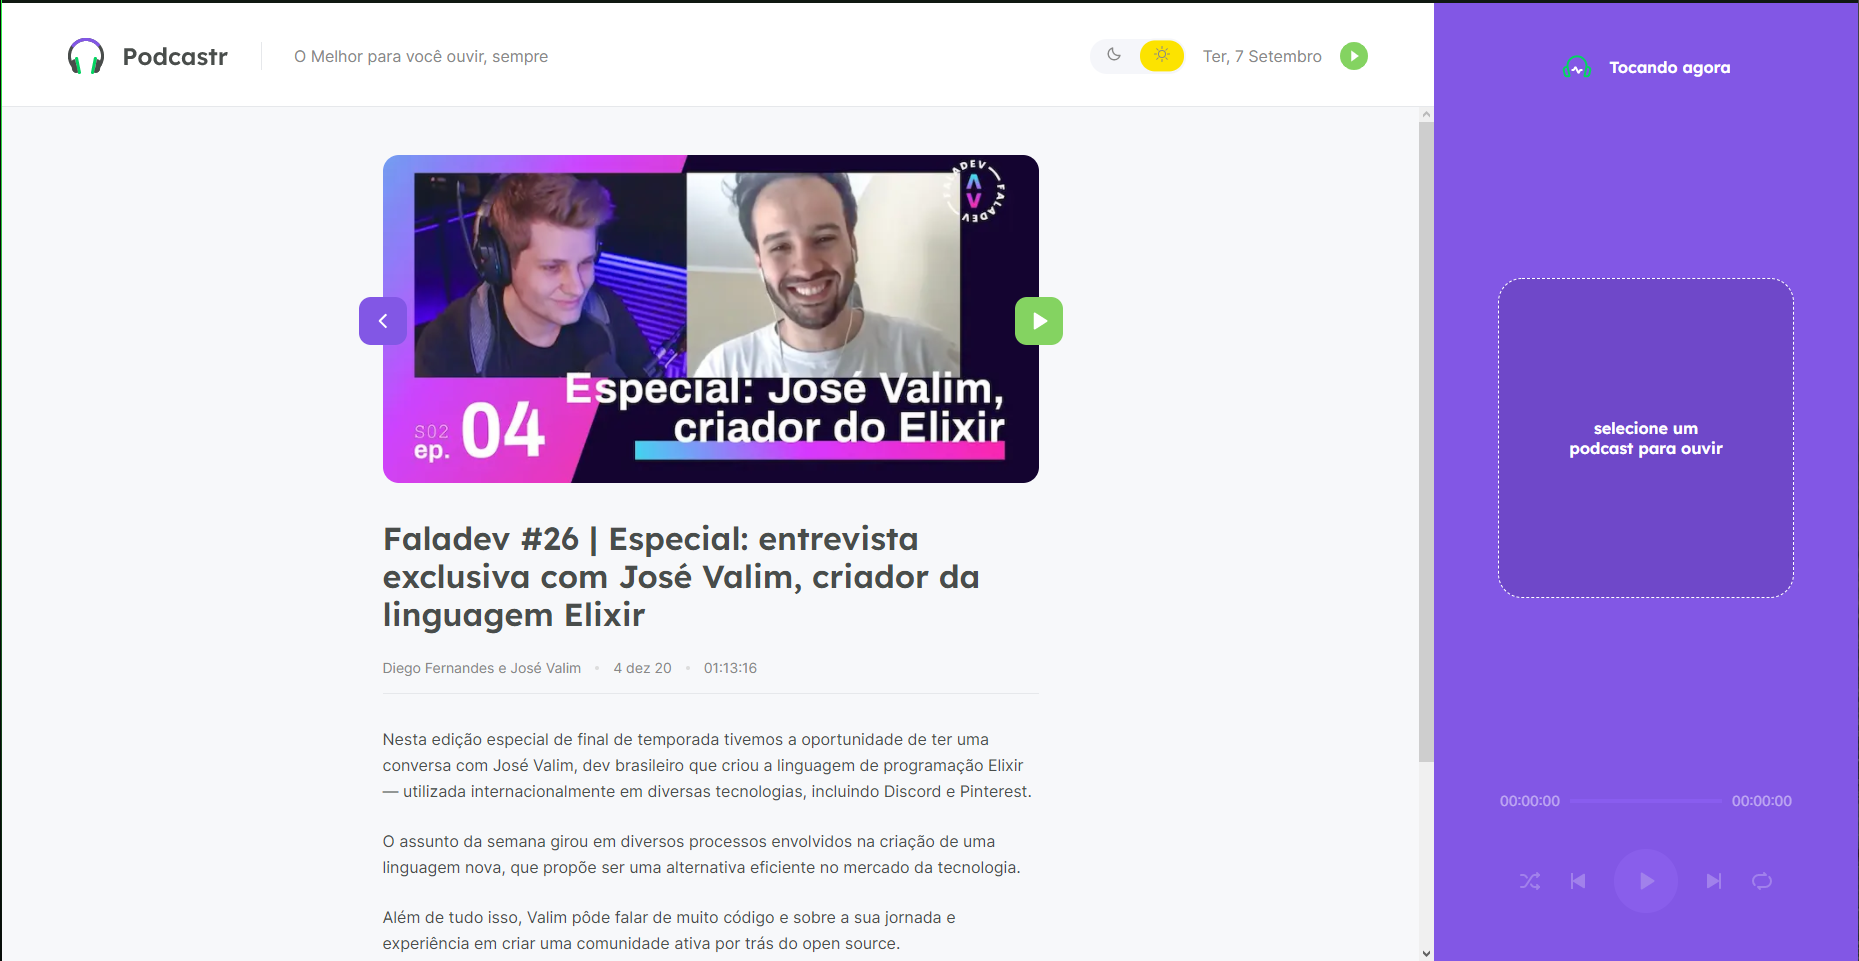 Podcastr
O Melhor para você ouvir, sempre
Ter, 7 Setembro
Tocando agora
FALADEV
FALADEV
Especial: José Valim,
criador do Elixir
S02
ep. 04
selecione um
podcast para ouvir
Faladev #26 | Especial: entrevista
exclusiva com José Valim, criador da
linguagem Elixir
Diego Fernandes e José Valim • 4 dez 20 • 01:13:16
Nesta edição especial de final de temporada tivemos a oportunidade de ter uma
conversa com José Valim, dev brasileiro que criou a linguagem de programação Elixir
— utilizada internacionalmente em diversas tecnologias, incluindo Discord e Pinterest.
O assunto da semana girou em diversos processos envolvidos na criação de uma
linguagem nova, que propõe ser uma alternativa eficiente no mercado da tecnologia.
Além de tudo isso, Valim pôde falar de muito código e sobre a sua jornada e
experiência em criar uma comunidade ativa por trás do open source.
00:00:00
00:00:00